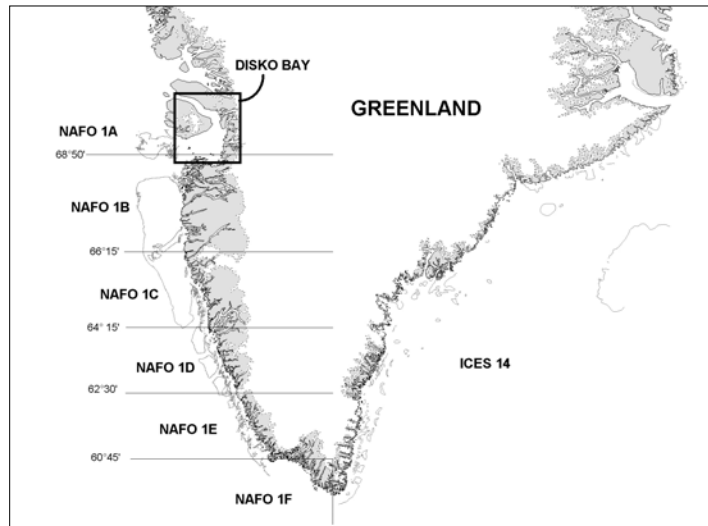 DISKO BAY
GREENLAND
NAFO 1A
68°50'
NAFO 1B
66°15'
NAFO 1C
64° 15'
NAFO 1D
ICES 14
62°30'
NAFO 1E
60°45'
NAFO 1F